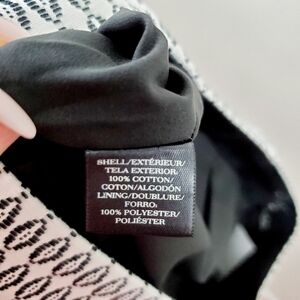 SHELL/EXTÉRIEUR/
TELA EXTERIOR:
100% COTTON/
COTON/ALGODÓN
LINING/DOUBLURE/
FORRO:
100% POLYESTER/
POLIÉSTER